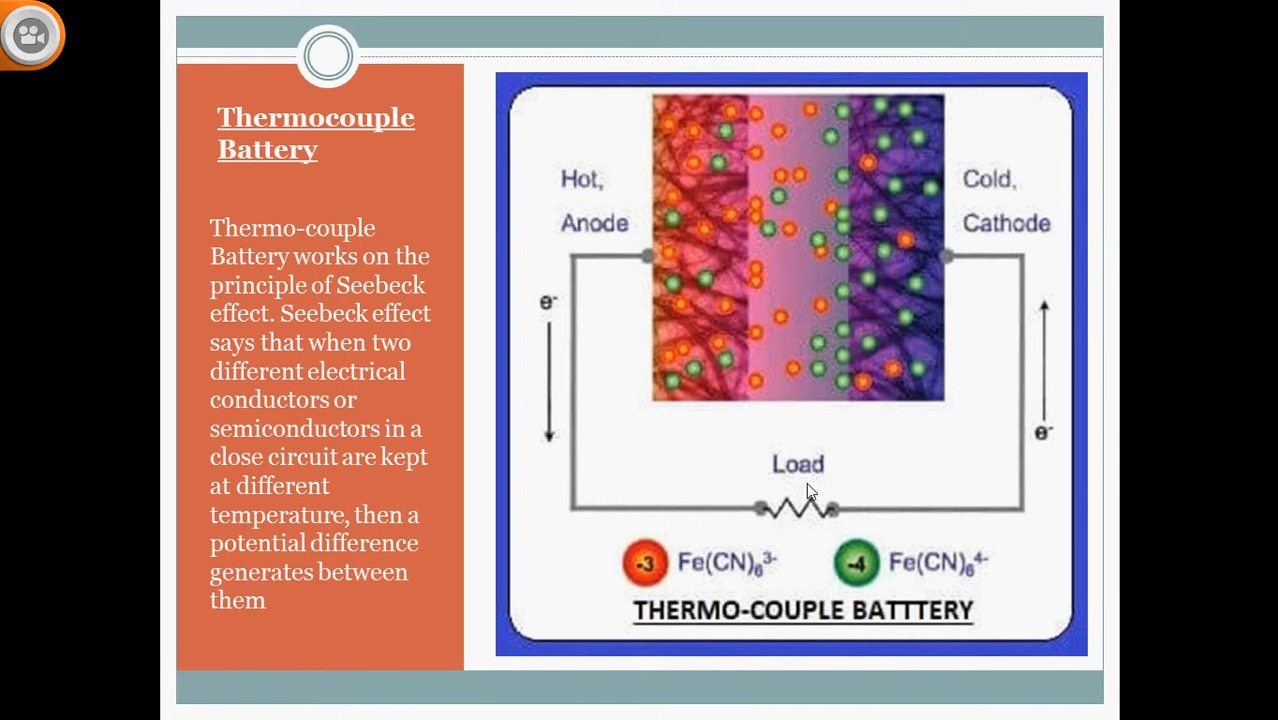 Thermocouple
Battery
Thermo-couple
Battery works on the
principle of Seebeck
effect. Seebeck effect
says that when two
different electrical
conductors or
semiconductors in a
close circuit are kept
at different
temperature, then a
potential difference
generates between
them
Hot,
Anode
Cold,
Cathode
e⁻
e⁻
Load
-3 Fe(CN)₆³⁻ -4 Fe(CN)₆⁴⁻
THERMO-COUPLE BATTTERY